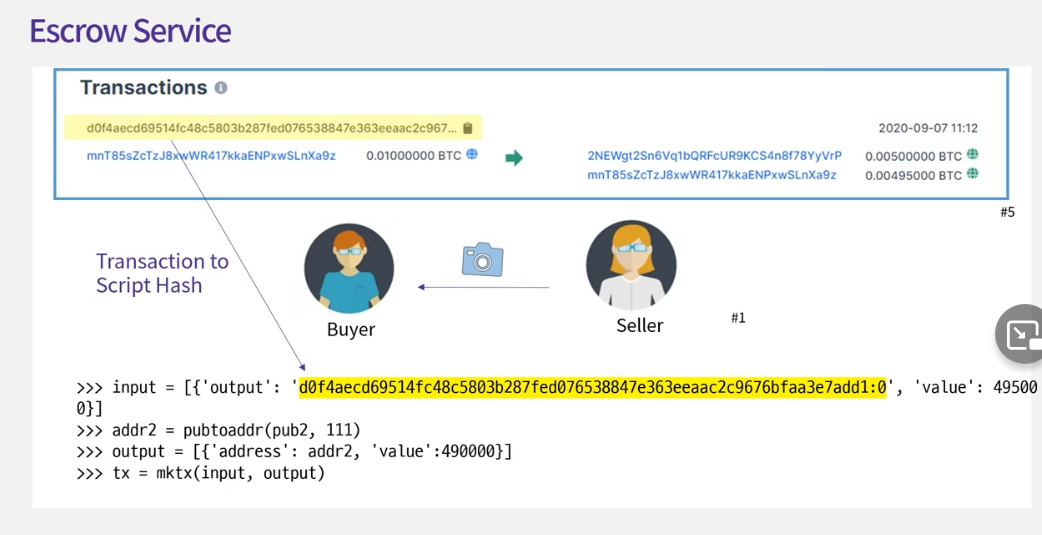 Escrow Service
Transactions
d0f4aecd69514fc48c5803b287fed076538847e363eeaac2c967...
2020-09-07 11:12
mnT85sZcTzJ8xwWR417kkaENPxwSLnXa9z 0.01000000 BTC 2NEWgt2Sn6Vq1bQRFcUR9KCS4n8f78YyVrP 0.00500000 BTC
mnT85sZcTzJ8xwWR417kkaENPxwSLnXa9z 0.00495000 BTC
#5
Transaction to
Script Hash
Buyer
Seller
#1
>>> input = [{'output': 'd0f4aecd69514fc48c5803b287fed076538847e363eeaac2c9676bfaa3e7add1:0', 'value': 49500
0}]
>>> addr2 = pubtoaddr(pub2, 111)
>>> output = [{'address': addr2, 'value':490000}]
>>> tx = mktx(input, output)